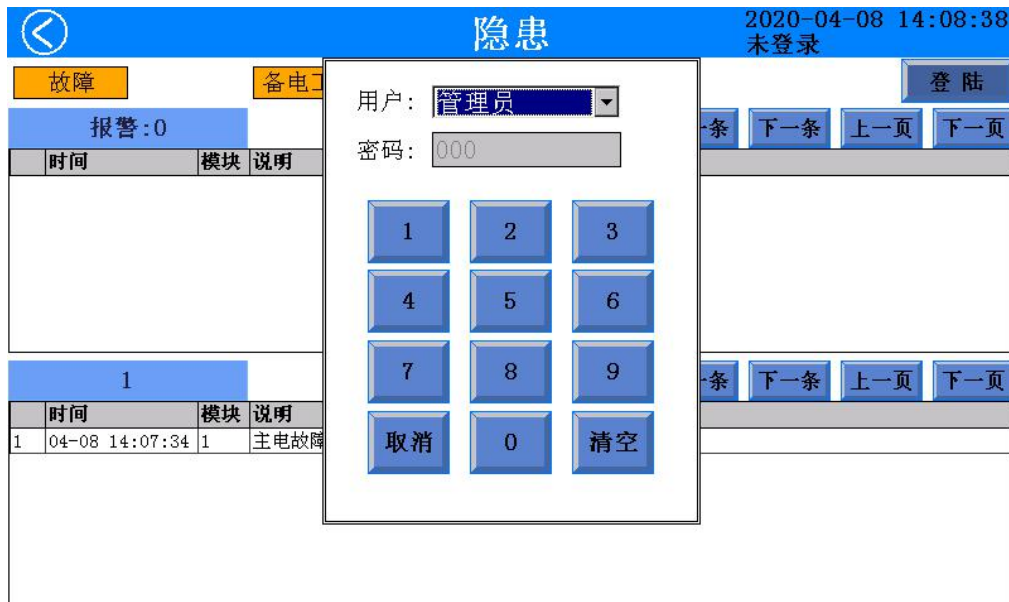 隐患
2020-04-08 14:08:38
未登录
故障
备电
登 陆
用户: 管理员
密码: 000
报警:0
条
下一条
上一页
下一页
时间 模块 说明
1 2 3
4 5 6
7 8 9
取消 0 清空
1
条
下一条
上一页
下一页
时间 模块 说明
1 04-08 14:07:34 1 主电故障